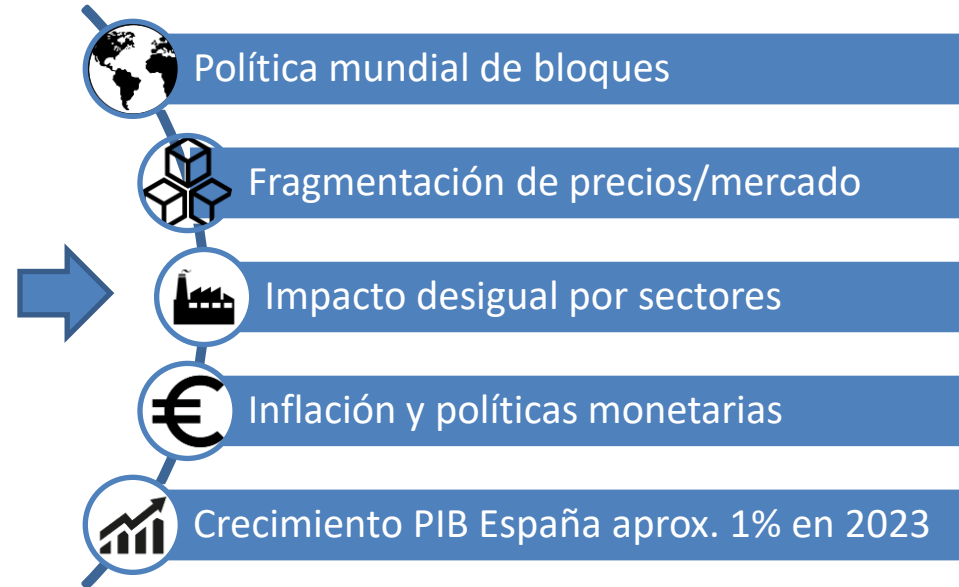 Política mundial de bloques
Fragmentación de precios/mercado
Impacto desigual por sectores
Inflación y políticas monetarias
Crecimiento PIB España aprox. 1% en 2023